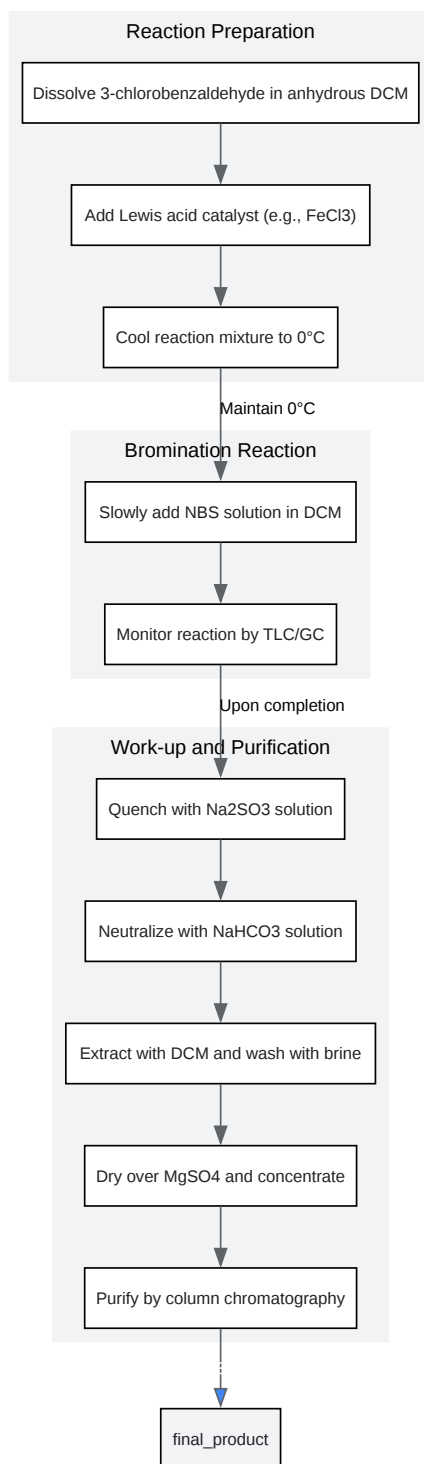 Reaction Preparation
Dissolve 3-chlorobenzaldehyde in anhydrous DCM
Add Lewis acid catalyst (e.g., FeCl3)
Cool reaction mixture to 0°C
Maintain 0°C
Bromination Reaction
Slowly add NBS solution in DCM
Monitor reaction by TLC/GC
Upon completion
Work-up and Purification
Quench with Na2SO3 solution
Neutralize with NaHCO3 solution
Extract with DCM and wash with brine
Dry over MgSO4 and concentrate
Purify by column chromatography
final_product